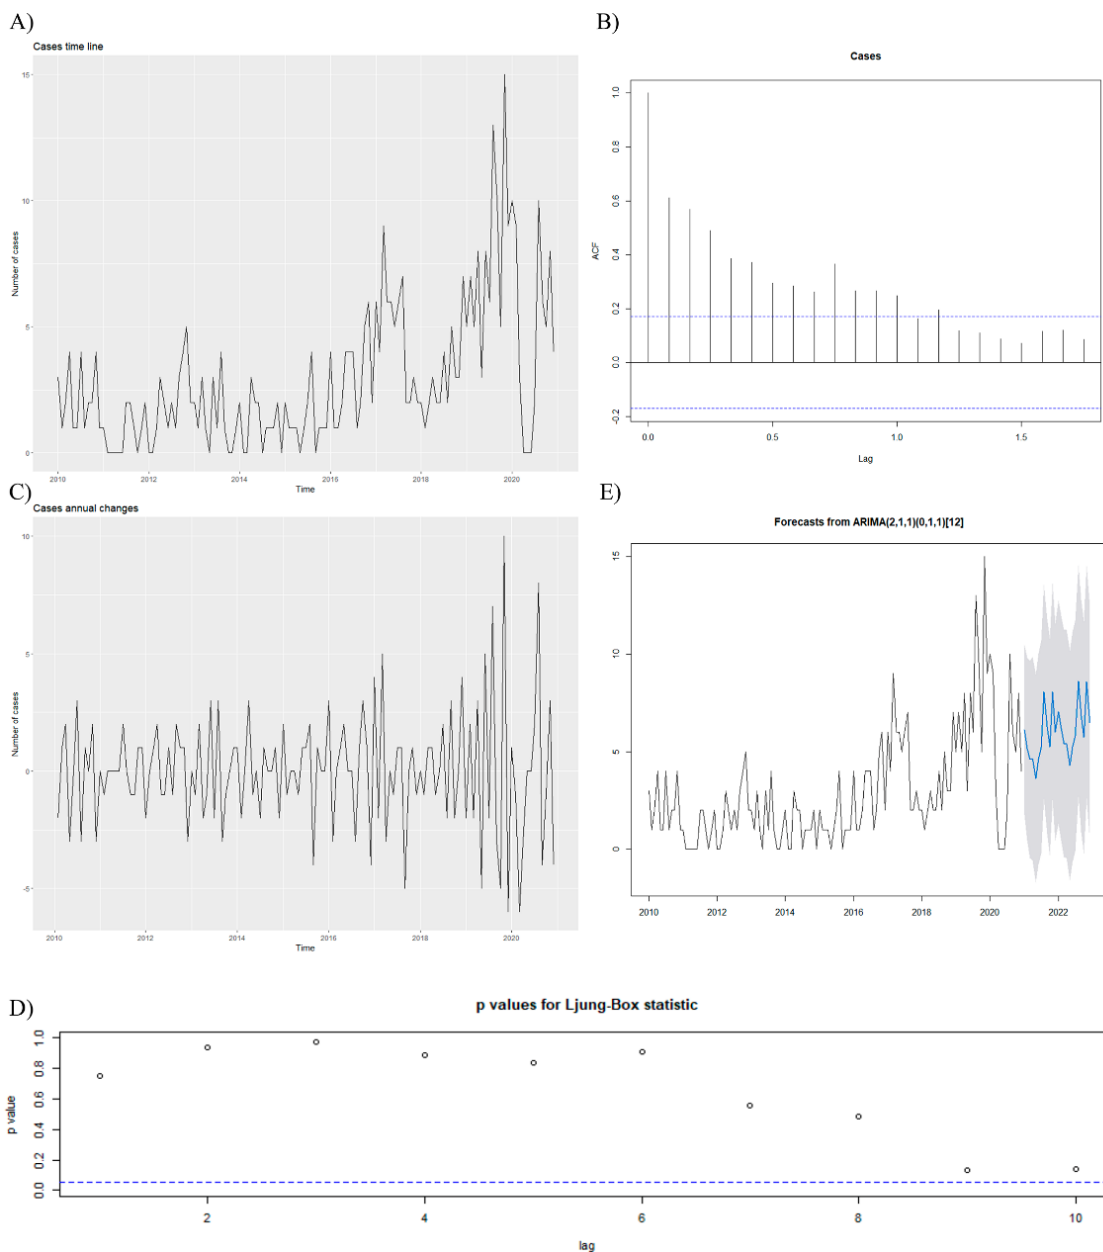 A)
Cases time line
Number of cases
15
10
5
0
2010 2012 2014 2016 2018 2020
Time
B)
Cases
ACF
1.0
0.8
0.6
0.4
0.2
0.0
-0.2
0.0 0.5 1.0 1.5
Lag
C)
Cases annual changes
Number of cases
10
5
0
-5
2010 2012 2014 2016 2018 2020
Time
E)
Forecasts from ARIMA(2,1,1)(0,1,1)[12]
15
10
5
0
2010 2012 2014 2016 2018 2020 2022
D)
p values for Ljung-Box statistic
p value
1.0
0.8
0.6
0.4
0.2
0.0
2 4 6 8 10
lag